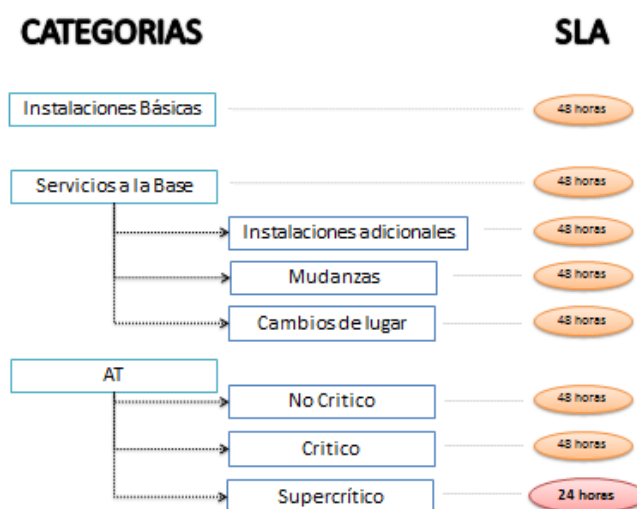 CATEGORIAS SLA
Instalaciones Básicas 48 horas
Servicios a la Base 48 horas
Instalaciones adicionales 48 horas
Mudanzas 48 horas
Cambios de lugar 48 horas
AT
No Critico 48 horas
Critico 48 horas
Supercrítico 24 horas